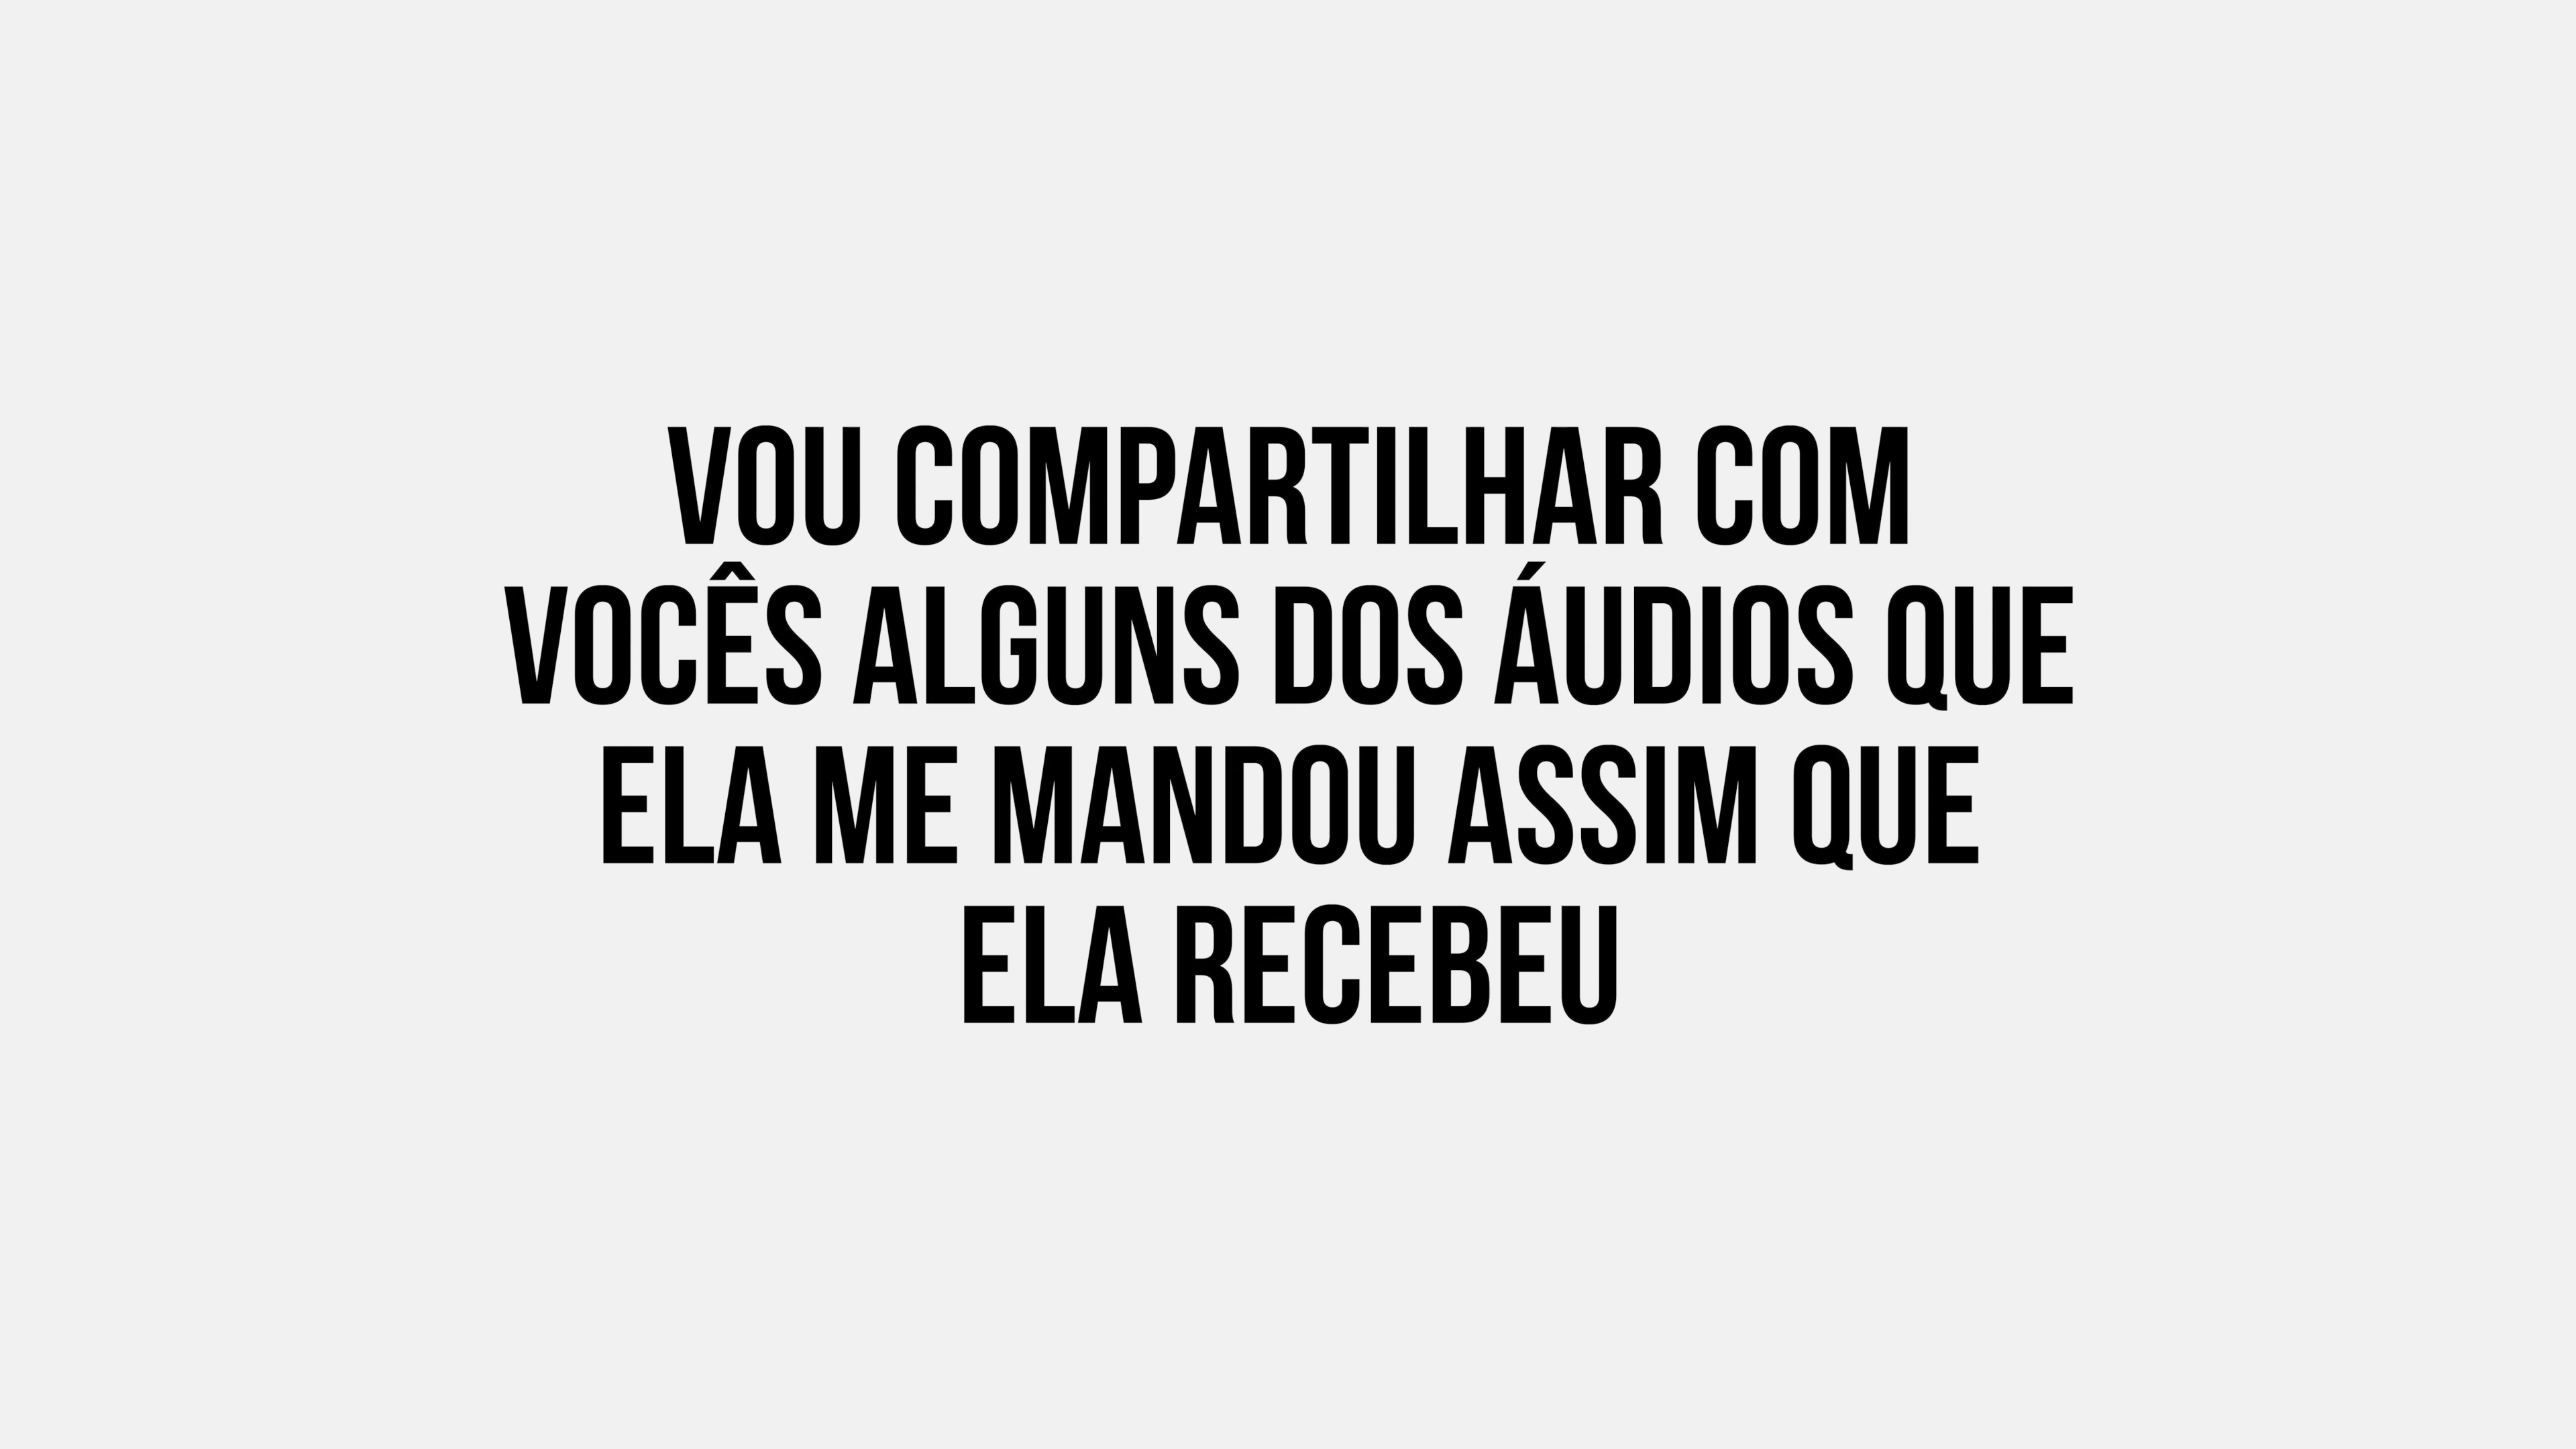 VOU COMPARTILHAR COM
VOCÊS ALGUNS DOS ÁUDIOS QUE
ELA ME MANDOU ASSIM QUE
ELA RECEBEU